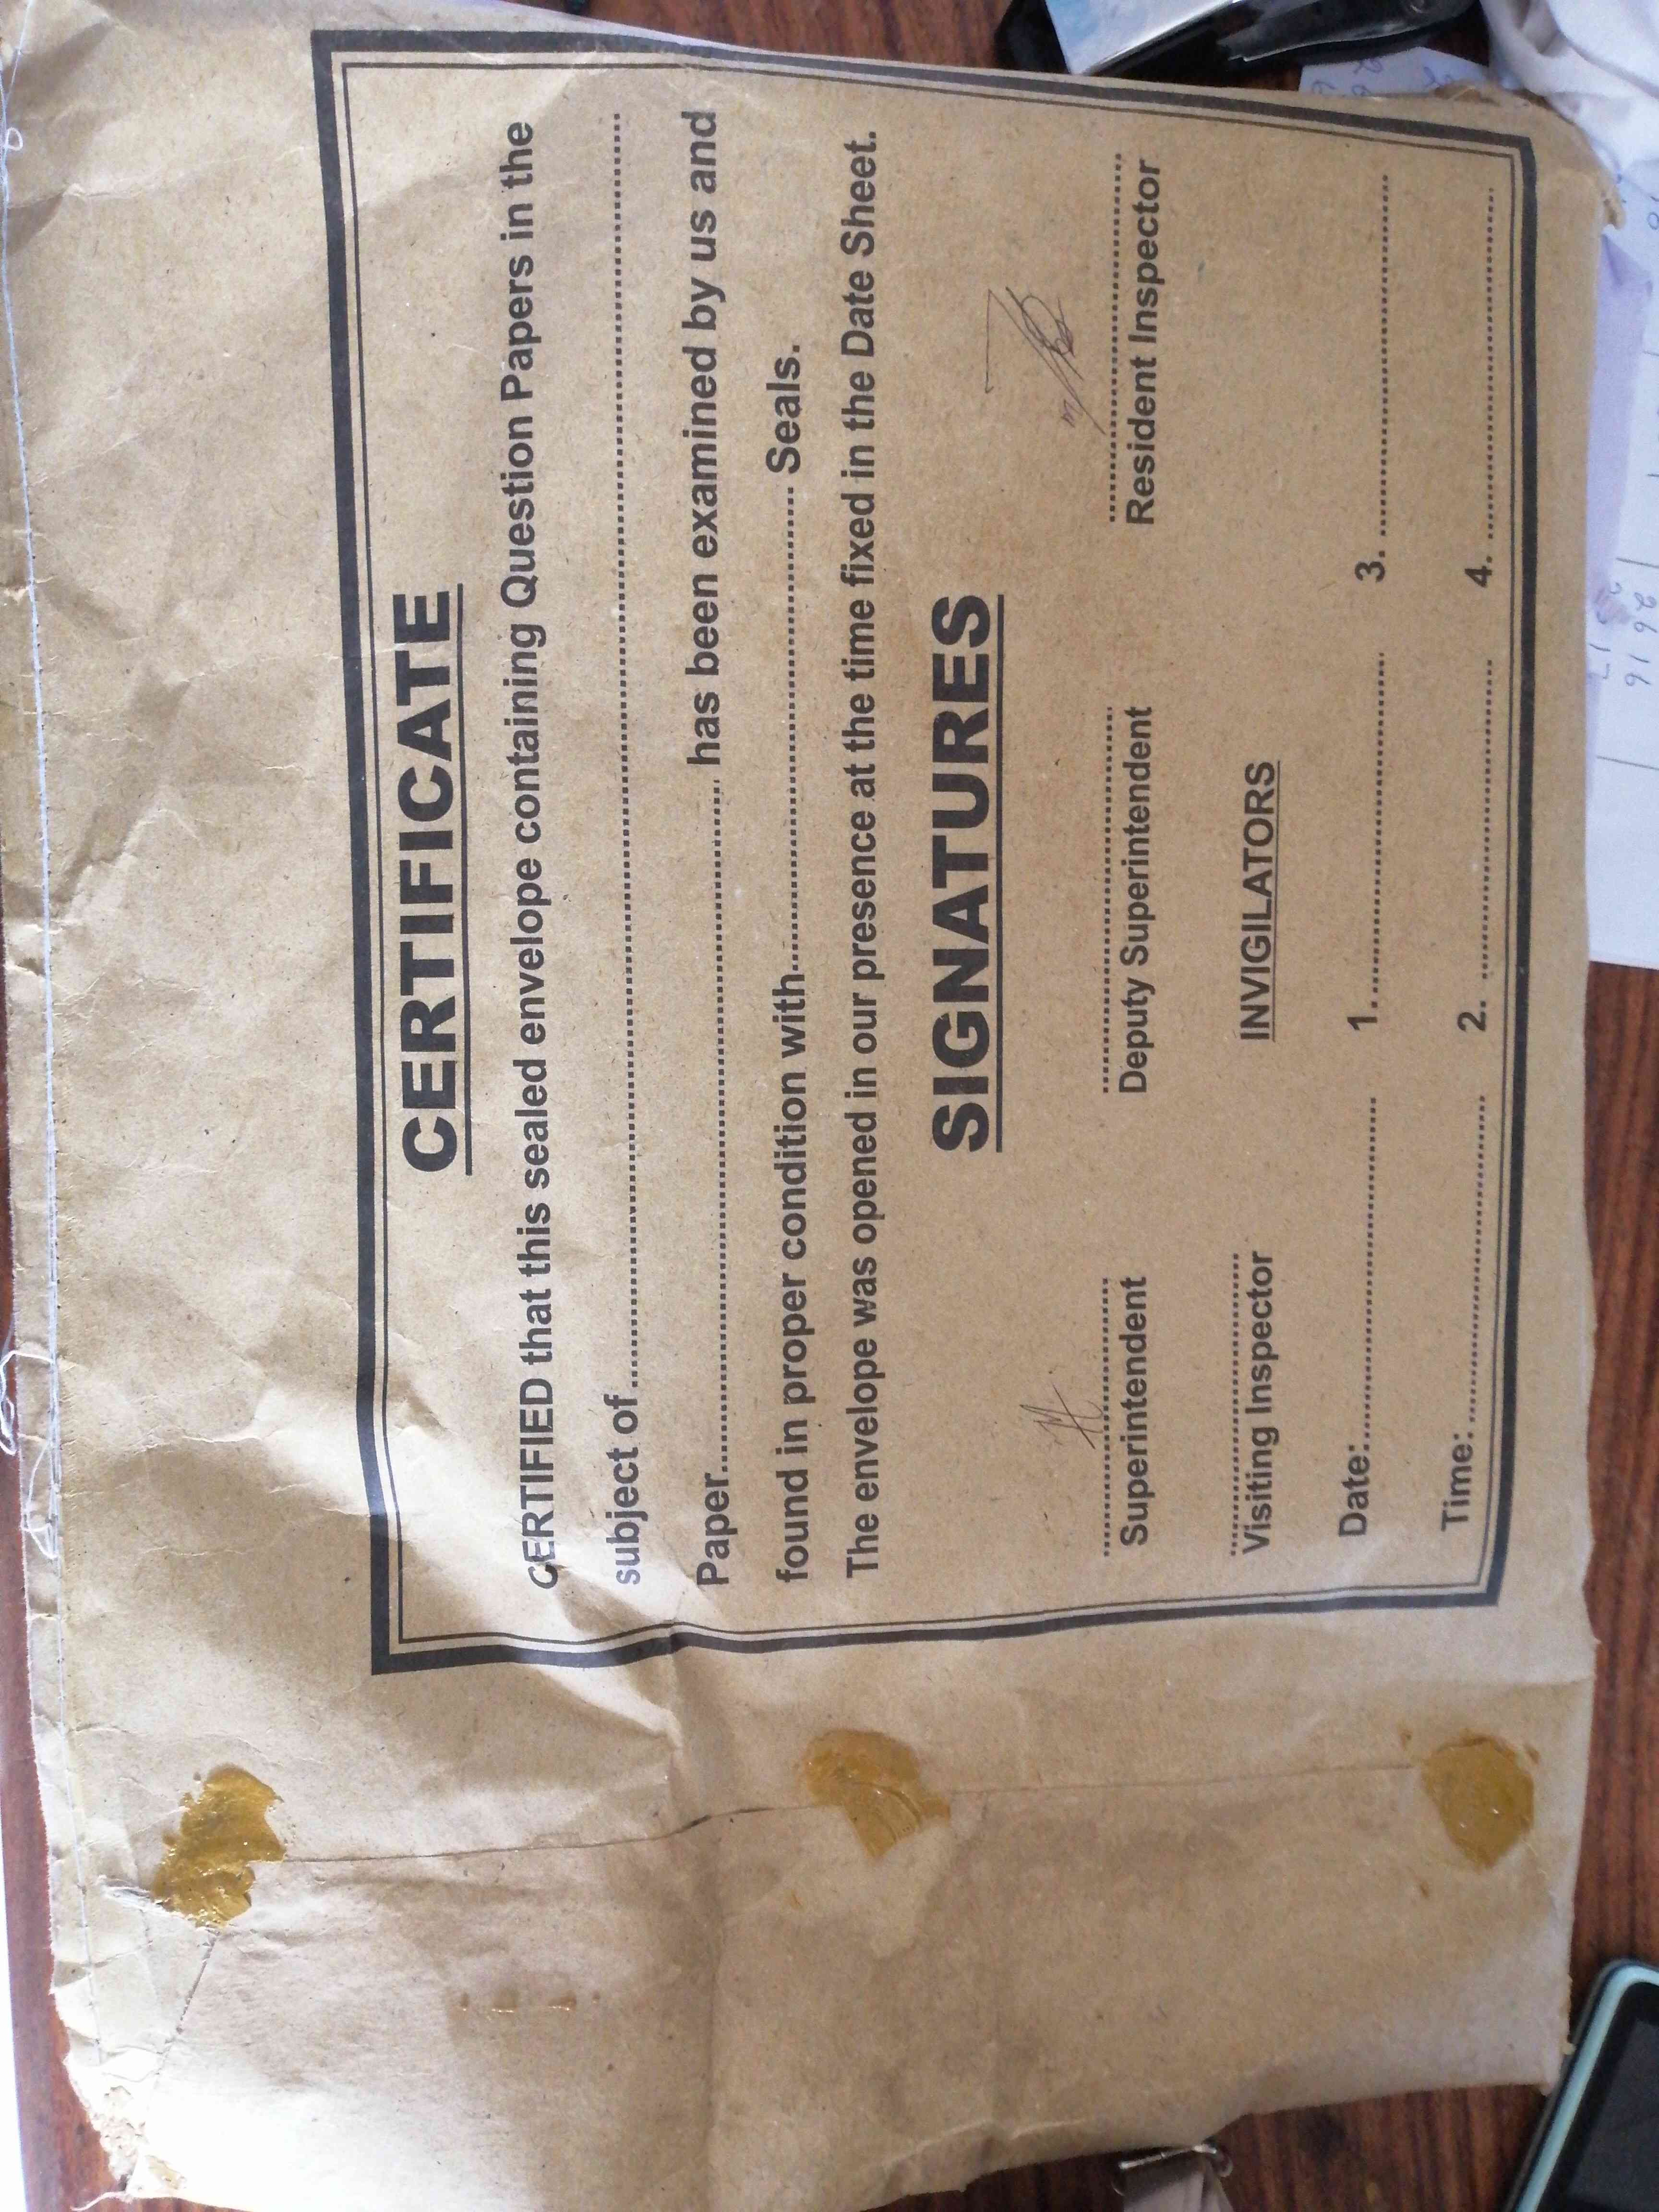 CERTIFICATE
CERTIFIED that this sealed envelope containing Question Papers in the
subject of........................................................................
Paper........................................ has been examined by us and
found in proper condition with.............................. Seals.
The envelope was opened in our presence at the time fixed in the Date Sheet.
SIGNATURES
Superintendent Deputy Superintendent Resident Inspector
Visiting Inspector INVIGILATORS
Date:.................... 1..................... 3. .....................
Time:.................... 2. .................... 4. .....................